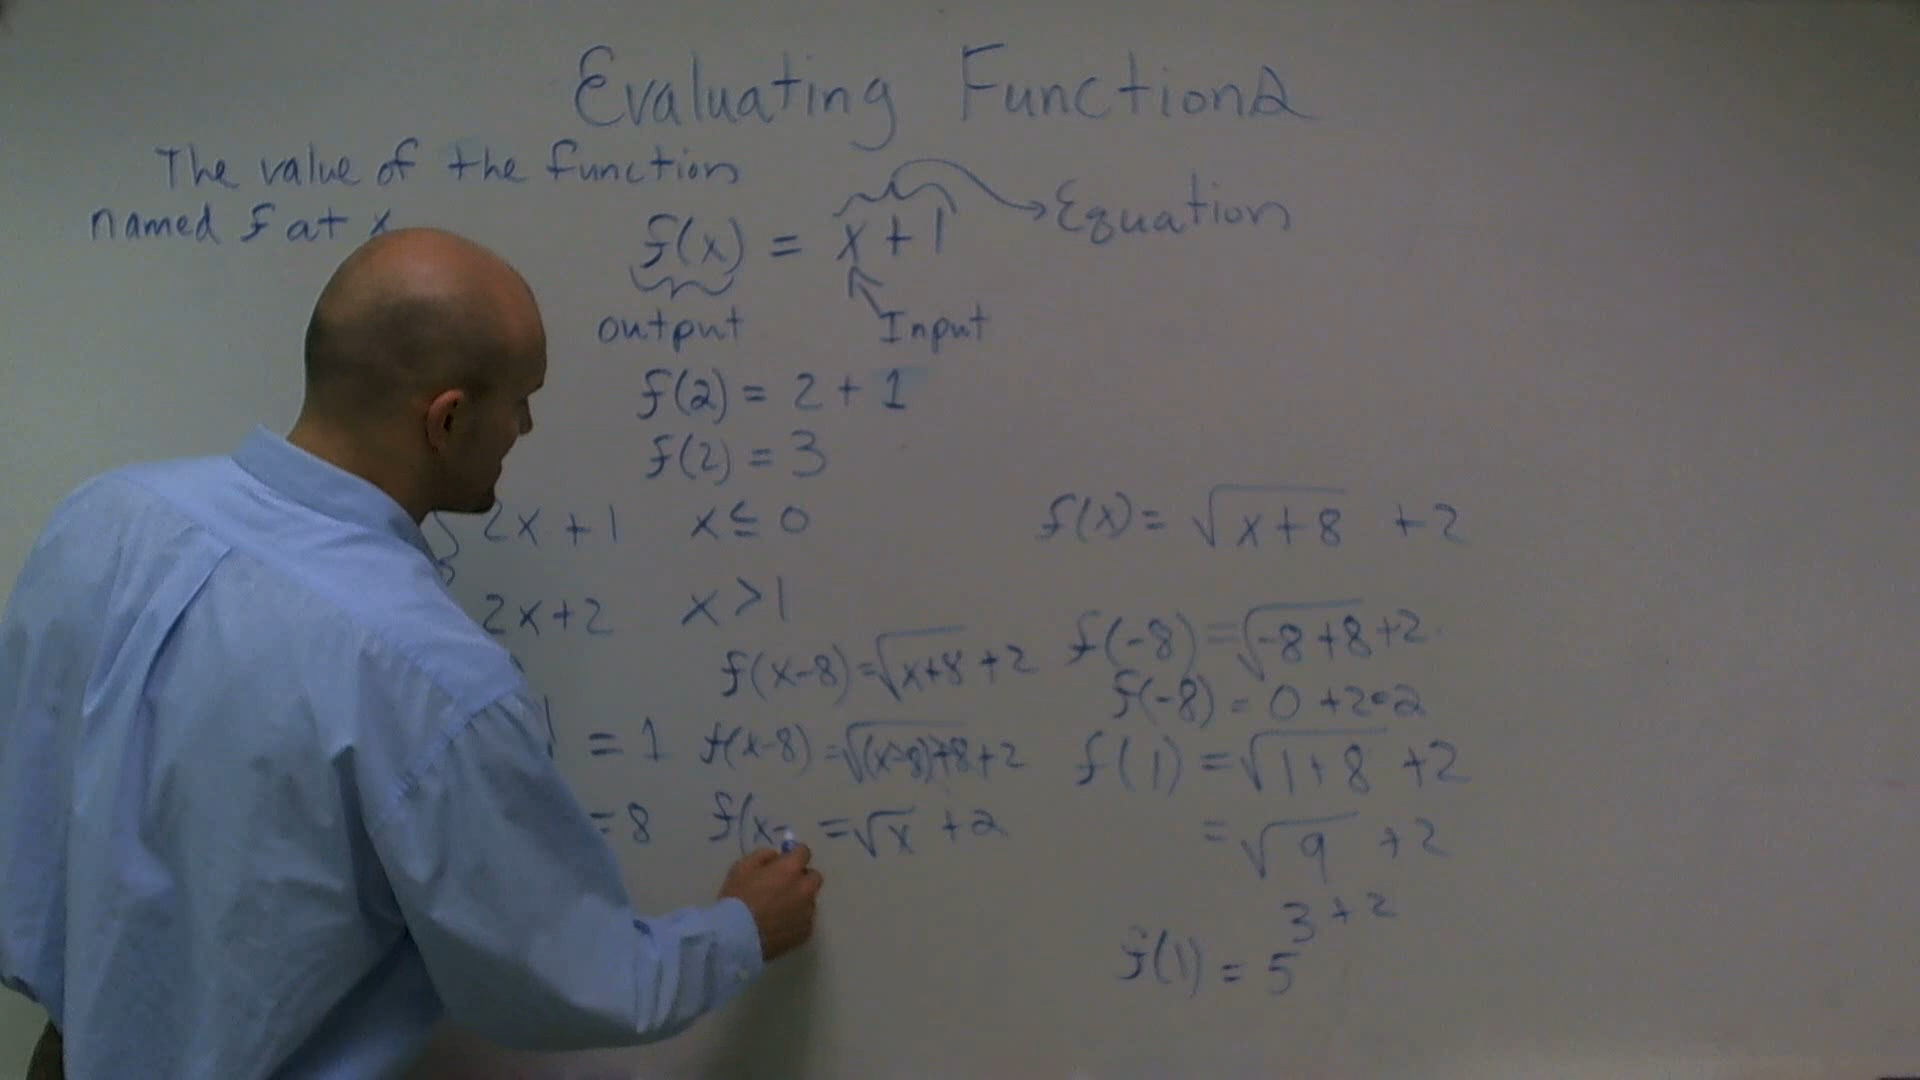 Evaluating Functions
The value of the function
named f at x
f(x) = x + 1
Equation
output
Input
f(2) = 2 + 1
f(2) = 3
2x + 1 x ≤ 0
2x + 2 x > 1
f(x) = √(x + 8) + 2
f(x-8) = √(x+8) + 2
f(x-8) = √((x-8)+8) + 2
f(x- = √x + 2
= 1
= 8
f(-8) = √(-8 + 8) + 2
f(-8) = 0 + 2 = 2
f(1) = √(1 + 8) + 2
= √9 + 2
3 + 2
f(1) = 5